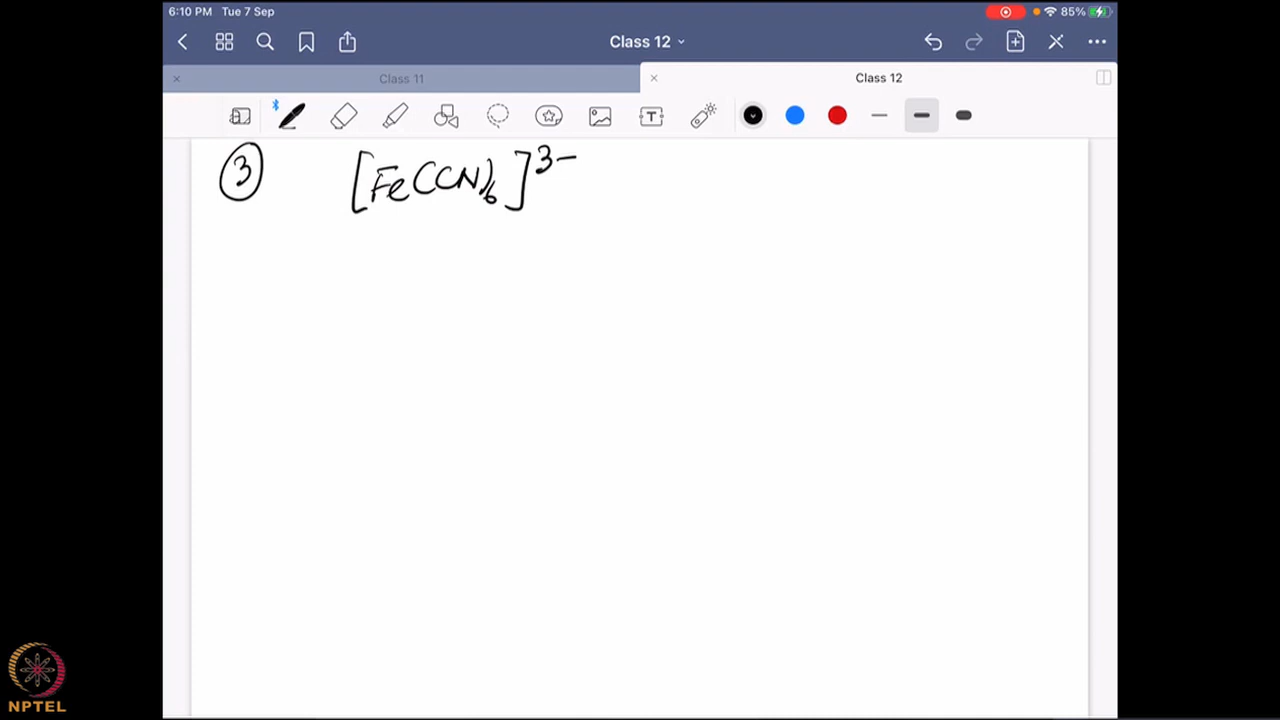 6:10 PM Tue 7 Sep
85%
Class 12
Class 11
Class 12
T
③ [Fe(CN)6]3-
NPTEL